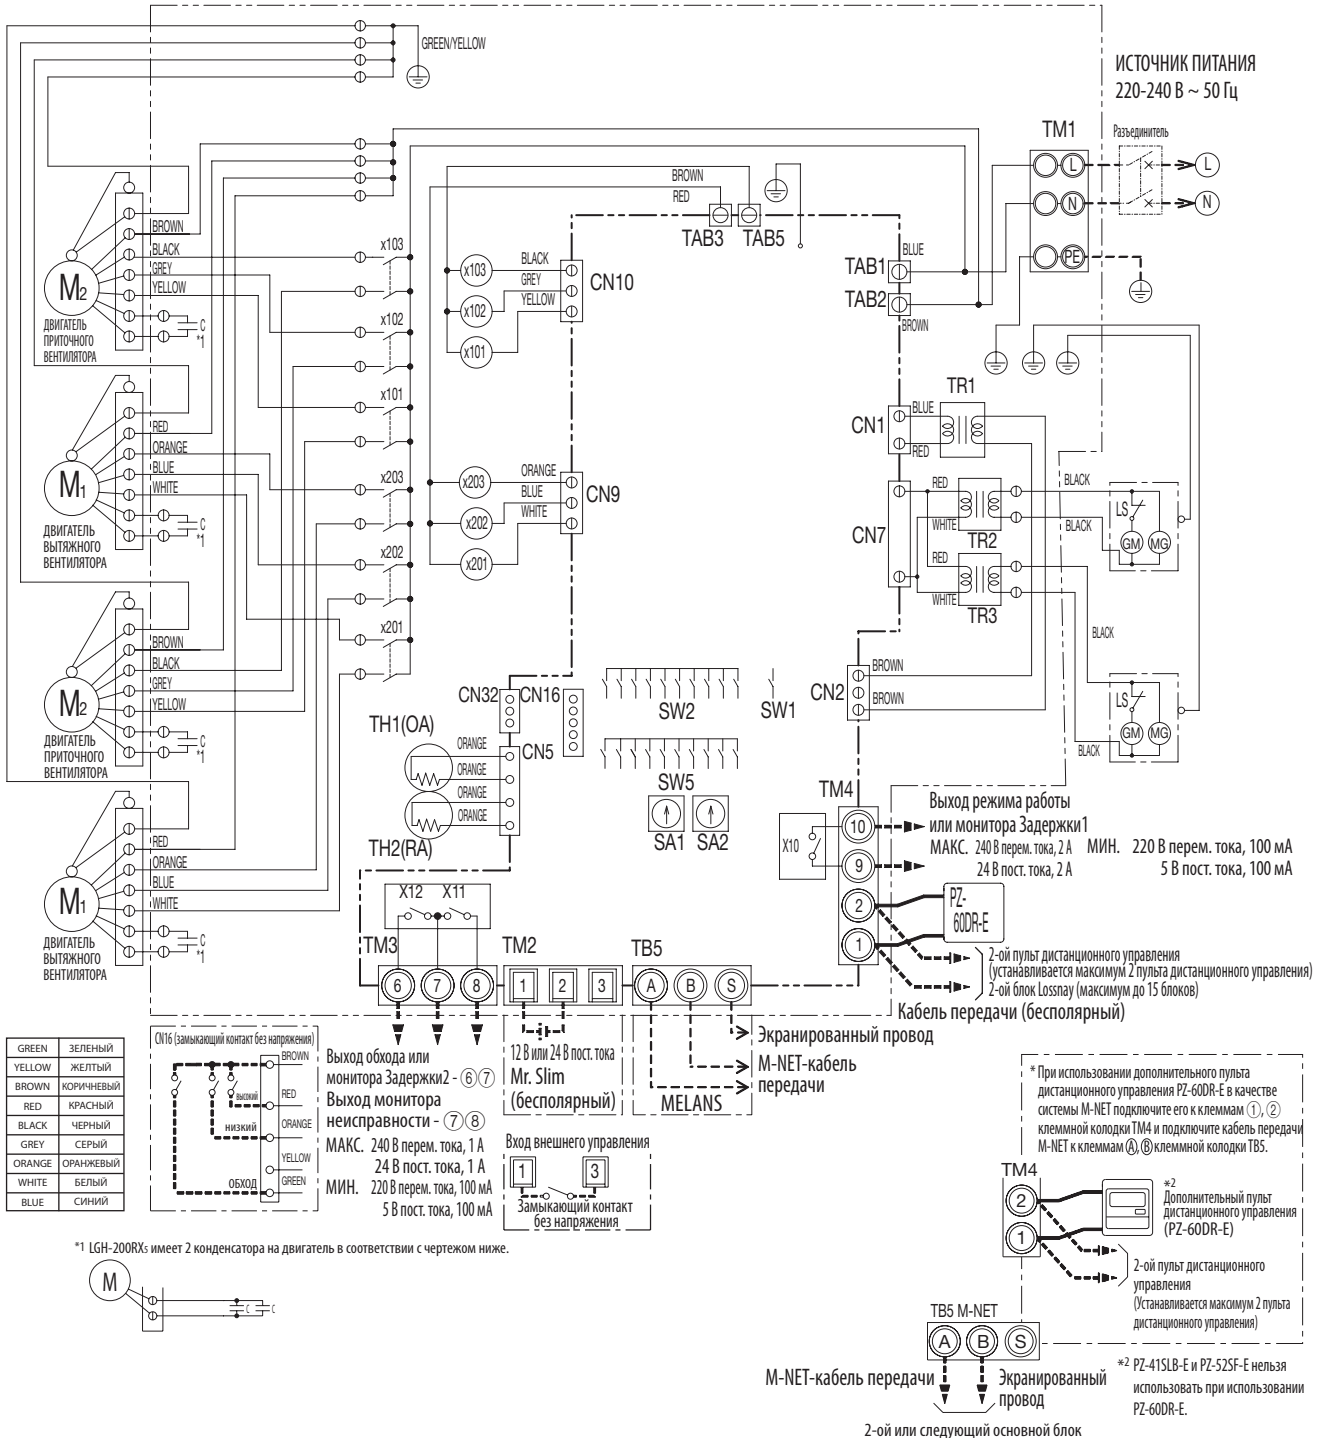 GREEN/YELLOW
ИСТОЧНИК ПИТАНИЯ
220-240 В ~ 50 Гц
TM1
Разъединитель
L
L
N
N
PE
BROWN
RED
TAB3
TAB5
BLUE
TAB1
TAB2
BROWN
M2
ДВИГАТЕЛЬ
ПРИТОЧНОГО
ВЕНТИЛЯТОРА
BROWN
BLACK
GREY
YELLOW
C
*1
x103
x102
x101
x203
x202
x201
x103
x102
x101
BLACK
GREY
YELLOW
CN10
M1
ДВИГАТЕЛЬ
ВЫТЯЖНОГО
ВЕНТИЛЯТОРА
RED
ORANGE
BLUE
WHITE
C
*1
x203
x202
x201
ORANGE
BLUE
WHITE
CN9
TR1
CN1
BLUE
RED
CN7
RED
WHITE
TR2
RED
WHITE
TR3
BLACK
BLACK
LS
GM
MG
BLACK
BLACK
LS
GM
MG
M2
ДВИГАТЕЛЬ
ПРИТОЧНОГО
ВЕНТИЛЯТОРА
BROWN
BLACK
GREY
YELLOW
C
*1
M1
ДВИГАТЕЛЬ
ВЫТЯЖНОГО
ВЕНТИЛЯТОРА
RED
ORANGE
BLUE
WHITE
C
*1
CN32
CN16
TH1(OA)
ORANGE
ORANGE
ORANGE
ORANGE
CN5
TH2(RA)
SW2
SW1
SW5
SA1
SA2
CN2
BROWN
BROWN
TM4
X10
10
9
2
1
Выход режима работы
или монитора Задержки1
МАКС. 240 В перем. тока, 2 А
24 В пост. тока, 2 А
МИН. 220 В перем. тока, 100 мА
5 В пост. тока, 100 мА
PZ-
60DR-E
2-ой пульт дистанционного управления
(устанавливается максимум 2 пульта дистанционного управления)
2-ой блок Lossnay (максимум до 15 блоков)
Кабель передачи (бесполярный)
X12
X11
TM3
6
7
8
TM2
1
2
3
TB5
A
B
S
Экранированный провод
M-NET-кабель
передачи
MELANS
12 В или 24 В пост. тока
Mr. Slim
(бесполярный)
Вход внешнего управления
1
3
Замыкающий контакт
без напряжения
Выход обхода или
монитора Задержки2 - ⑥⑦
Выход монитора
неисправности - ⑦⑧
МАКС. 240 В перем. тока, 1 А
24 В пост. тока, 1 А
МИН. 220 В перем. тока, 100 мА
5 В пост. тока, 100 мА
CN16 (замыкающий контакт без напряжения)
BROWN
RED
ORANGE
YELLOW
GREEN
высокий
низкий
ОБХОД
GREEN ЗЕЛЕНЫЙ
YELLOW ЖЕЛТЫЙ
BROWN КОРИЧНЕВЫЙ
RED КРАСНЫЙ
BLACK ЧЕРНЫЙ
GREY СЕРЫЙ
ORANGE ОРАНЖЕВЫЙ
WHITE БЕЛЫЙ
BLUE СИНИЙ
*1 LGH-200RX5 имеет 2 конденсатора на двигатель в соответствии с чертежом ниже.
M
C
C
* При использовании дополнительного пульта
дистанционного управления PZ-60DR-E в качестве
системы M-NET подключите его к клеммам ①, ②
клеммной колодки TM4 и подключите кабель передачи
M-NET к клеммам Ⓐ, Ⓑ клеммной колодки TB5.
TM4
2
1
*2
Дополнительный пульт
дистанционного управления
(PZ-60DR-E)
2-ой пульт дистанционного
управления
(Устанавливается максимум 2 пульта
дистанционного управления)
TB5 M-NET
A
B
S
M-NET-кабель передачи
Экранированный
провод
2-ой или следующий основной блок
*2 PZ-41SLB-E и PZ-52SF-E нельзя
использовать при использовании
PZ-60DR-E.